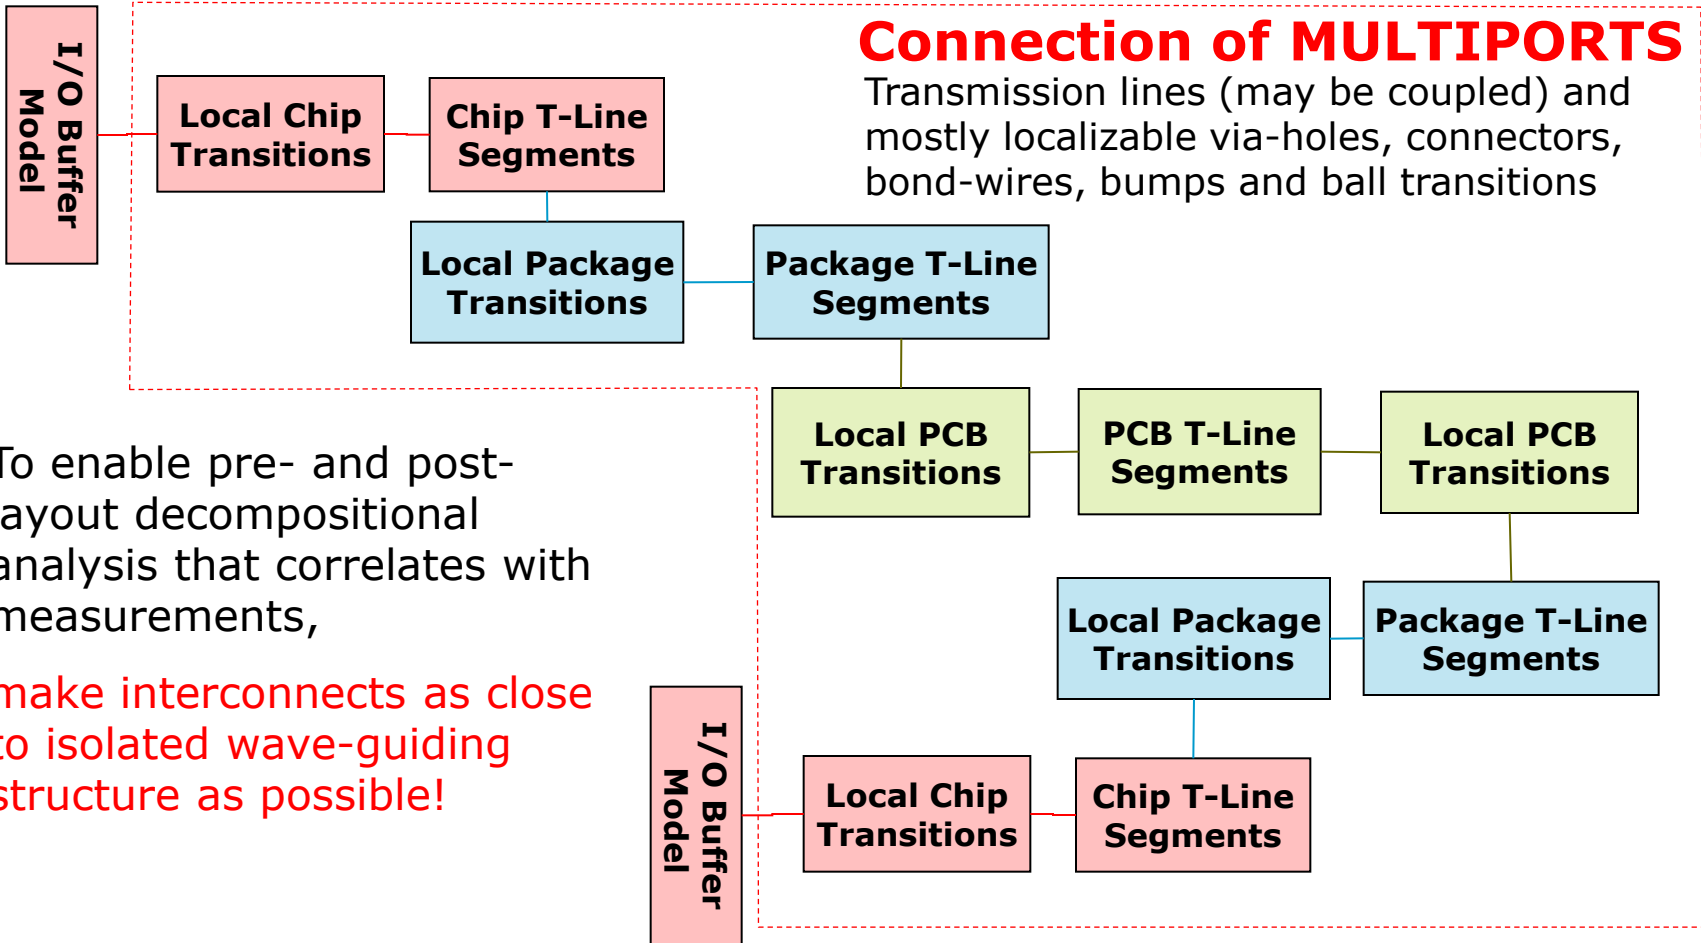 Connection of MULTIPORTS
Transmission lines (may be coupled) and
mostly localizable via-holes, connectors,
bond-wires, bumps and ball transitions
I/O Buffer
Model
Local Chip
Transitions
Chip T-Line
Segments
Local Package
Transitions
Package T-Line
Segments
Local PCB
Transitions
PCB T-Line
Segments
Local PCB
Transitions
To enable pre- and post-
layout decompositional
analysis that correlates with
measurements,
make interconnects as close
to isolated wave-guiding
structure as possible!
Local Package
Transitions
Package T-Line
Segments
I/O Buffer
Model
Local Chip
Transitions
Chip T-Line
Segments